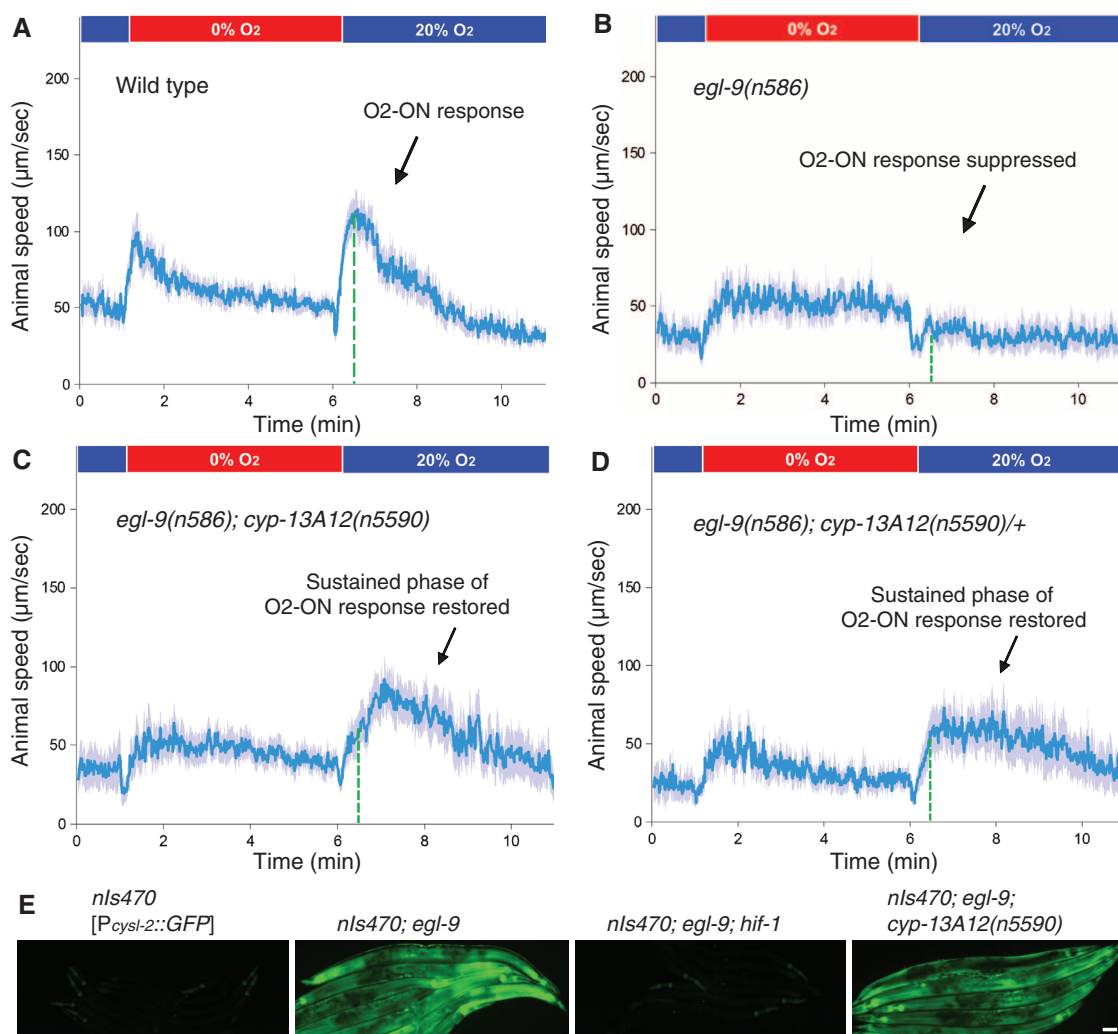 A
0% O2
20% O2
Wild type
O2-ON response
200
150
100
50
0
Animal speed (µm/sec)
0 2 4 6 8 10
Time (min)
B
0% O2
20% O2
egl-9(n586)
O2-ON response suppressed
200
150
100
50
0
Animal speed (µm/sec)
0 2 4 6 8 10
Time (min)
C
0% O2
20% O2
egl-9(n586); cyp-13A12(n5590)
Sustained phase of
O2-ON response restored
200
150
100
50
0
Animal speed (µm/sec)
0 2 4 6 8 10
Time (min)
D
0% O2
20% O2
egl-9(n586); cyp-13A12(n5590)/+
Sustained phase of
O2-ON response restored
200
150
100
50
0
Animal speed (µm/sec)
0 2 4 6 8 10
Time (min)
E
nIs470
[Pcysl-2::GFP]
nIs470; egl-9
nIs470; egl-9; hif-1
nIs470; egl-9;
cyp-13A12(n5590)